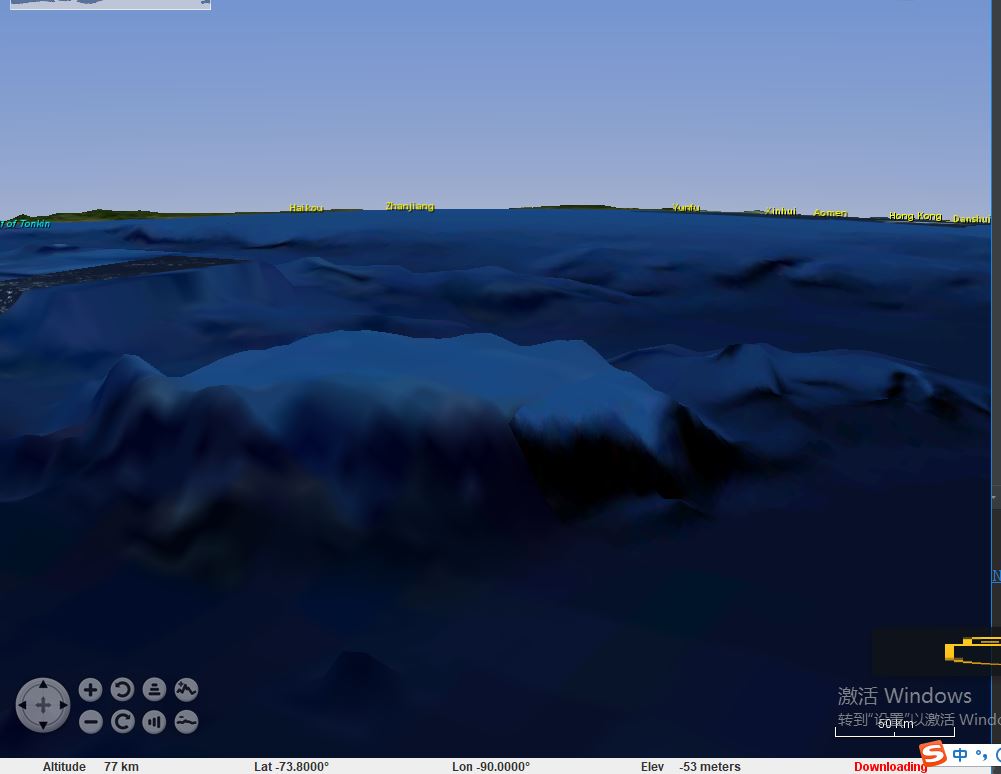 Haikou
Zhanjiang
Yunfu
Xinhui
Aomen
Hong Kong
Danshui
of Tonkin
激活 Windows
转到"设置"以激活 Windo
50 Km
中
Altitude 77 km Lat -73.8000° Lon -90.0000° Elev -53 meters Downloading